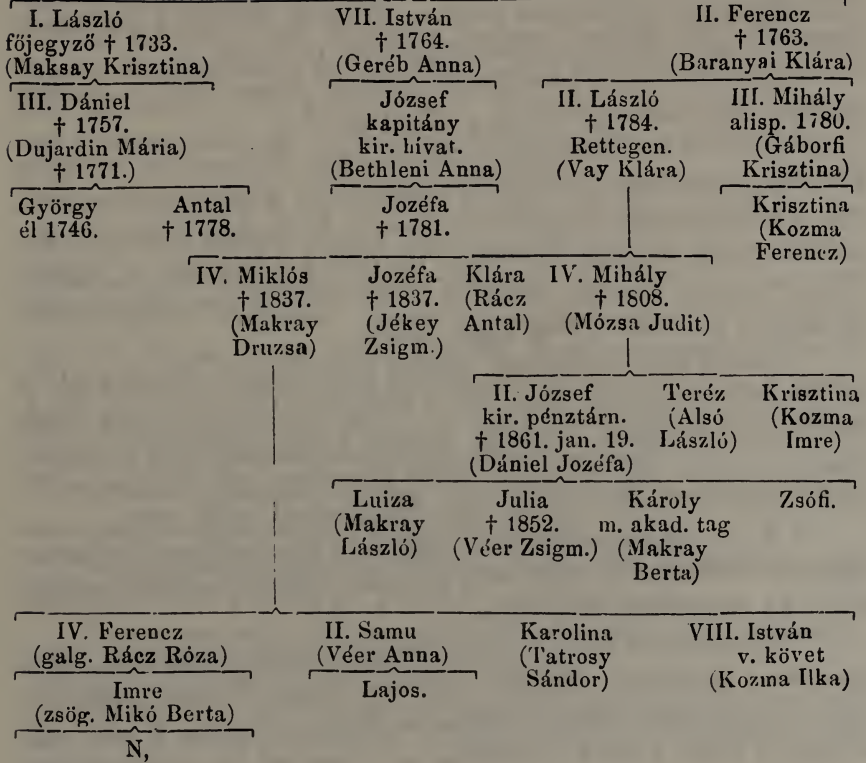 I. László
főjegyző † 1733.
(Maksay Krisztina)
VII. István
† 1764.
(Geréb Anna)
II. Ferencz
† 1763.
(Baranyai Klára)
III. Dániel
† 1757.
(Dujardin Mária)
† 1771.)
József
kapitány
kir. hivat.
(Bethleni Anna)
II. László
† 1784.
Rettegen.
(Vay Klára)
III. Mihály
alisp. 1780.
(Gáborfi
Krisztina)
György
él 1746.
Antal
† 1778.
Jozéfa
† 1781.
Krisztina
(Kozma
Ferencz)
IV. Miklós
† 1837.
(Makray
Druzsa)
Jozéfa
† 1837.
(Jékey
Zsigm.)
Klára
(Rácz
Antal)
IV. Mihály
† 1808.
(Mózsa Judit)
II. József
kir. pénztárn.
† 1861. jan. 19.
(Dániel Jozéfa)
Teréz
(Alsó
László)
Krisztina
(Kozma
Imre)
Luiza
(Makray
László)
Julia
† 1852.
(Véer Zsigm.)
Károly
m. akad. tag
(Makray
Berta)
Zsófi.
IV. Ferencz
(galg. Rácz Róza)
II. Samu
(Véer Anna)
Karolina
(Tatrosy
Sándor)
VIII. István
v. követ
(Kozma Ilka)
Imre
(zsög. Mikó Berta)
Lajos.
N,